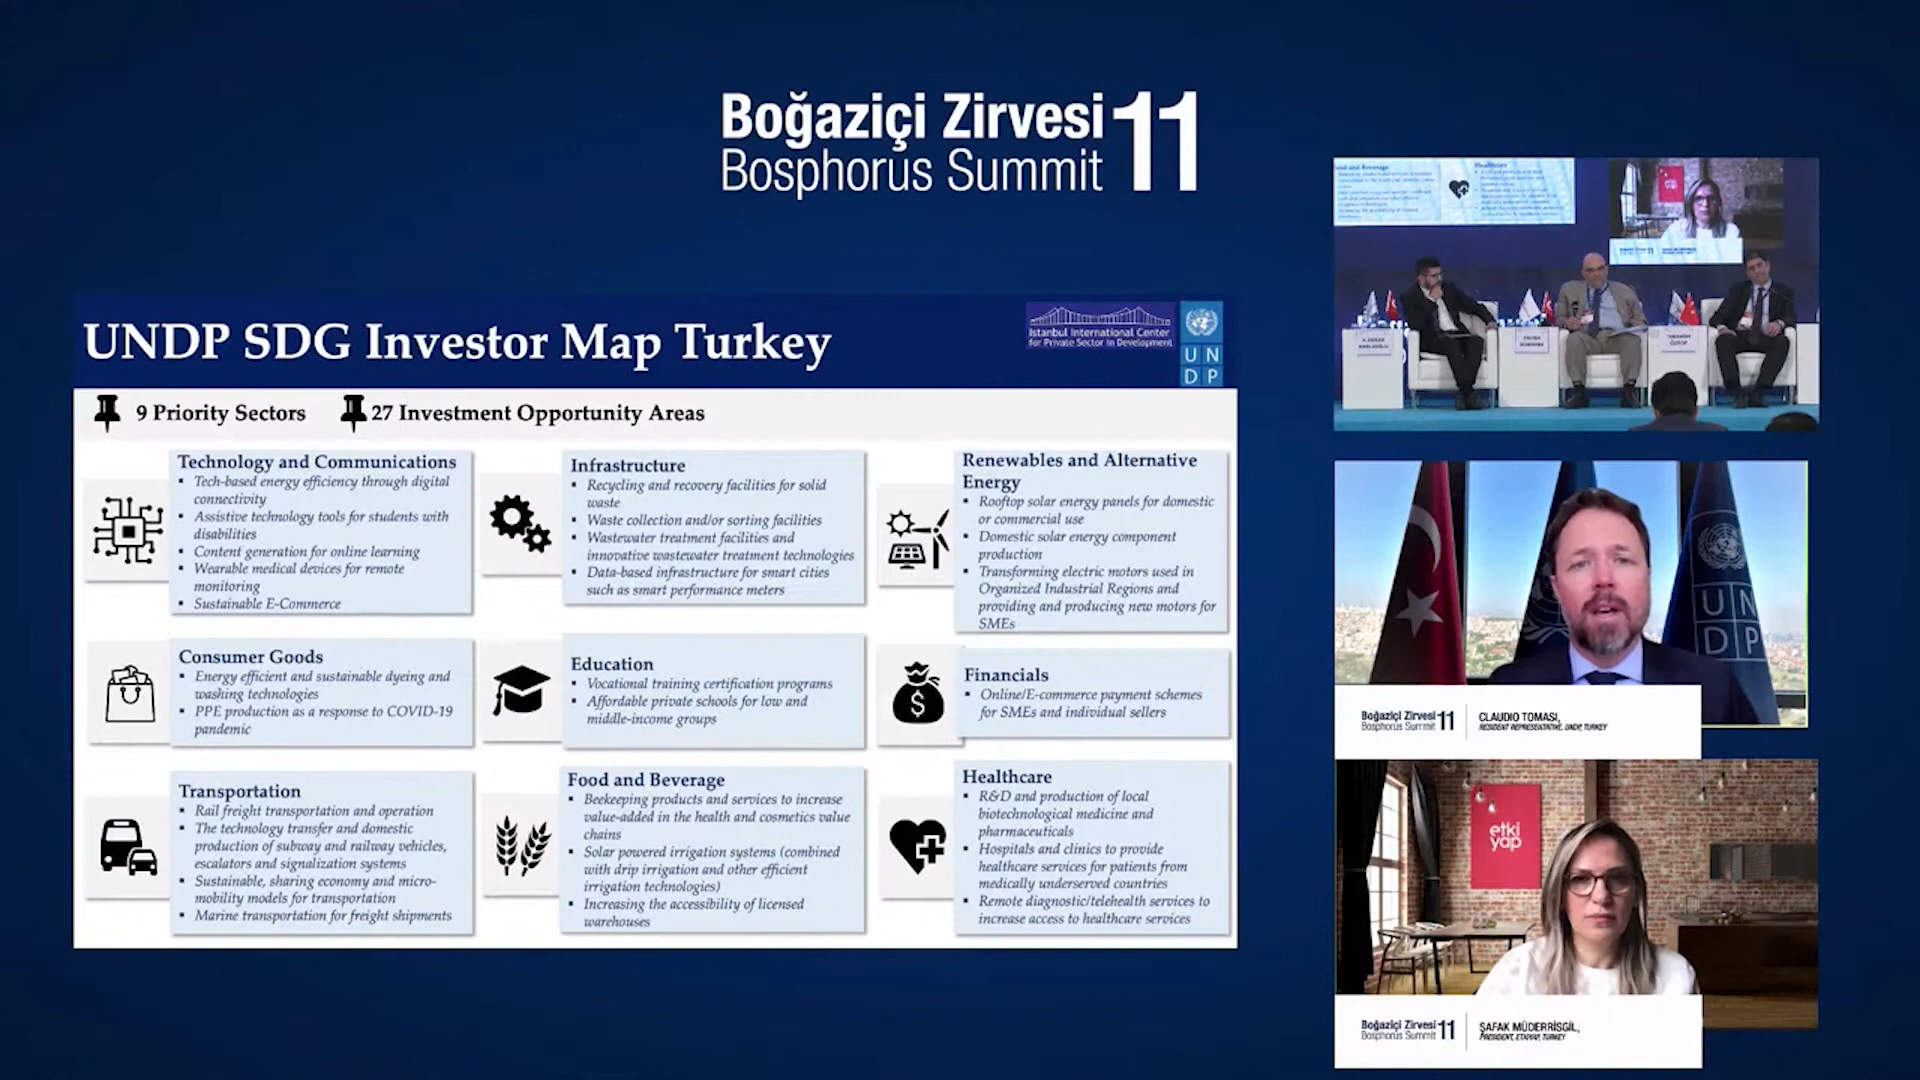 Boğaziçi Zirvesi 11
Bosphorus Summit
UNDP SDG Investor Map Turkey
Istanbul International Center
for Private Sector in Development
U N
D P
9 Priority Sectors
27 Investment Opportunity Areas
Technology and Communications
▪ Tech-based energy efficiency through digital
connectivity
▪ Assistive technology tools for students with
disabilities
▪ Content generation for online learning
▪ Wearable medical devices for remote
monitoring
▪ Sustainable E-Commerce
Infrastructure
▪ Recycling and recovery facilities for solid
waste
▪ Waste collection and/or sorting facilities
▪ Wastewater treatment facilities and
innovative wastewater treatment technologies
▪ Data-based infrastructure for smart cities
such as smart performance meters
Renewables and Alternative
Energy
▪ Rooftop solar energy panels for domestic
or commercial use
▪ Domestic solar energy component
production
▪ Transforming electric motors used in
Organized Industrial Regions and
providing and producing new motors for
SMEs
Consumer Goods
▪ Energy efficient and sustainable dyeing and
washing technologies
▪ PPE production as a response to COVID-19
pandemic
Education
▪ Vocational training certification programs
▪ Affordable private schools for low and
middle-income groups
Financials
▪ Online/E-commerce payment schemes
for SMEs and individual sellers
Transportation
▪ Rail freight transportation and operation
▪ The technology transfer and domestic
production of subway and railway vehicles,
escalators and signalization systems
▪ Sustainable, sharing economy and micro-
mobility models for transportation
▪ Marine transportation for freight shipments
Food and Beverage
▪ Beekeeping products and services to increase
value-added in the health and cosmetics value
chains
▪ Solar powered irrigation systems (combined
with drip irrigation and other efficient
irrigation technologies)
▪ Increasing the accessibility of licensed
warehouses
Healthcare
▪ R&D and production of local
biotechnological medicine and
pharmaceuticals
▪ Hospitals and clinics to provide
healthcare services for patients from
medically underserved countries
▪ Remote diagnostic/telehealth services to
increase access to healthcare services
U N
D P
Boğaziçi Zirvesi 11
Bosphorus Summit
CLAUDIO TOMASI,
RESIDENT REPRESENTATIVE, UNDP, TURKEY
etki
yap
Boğaziçi Zirvesi 11
Bosphorus Summit
ŞAFAK MÜDERRİSGİL,
PRESIDENT, ETKİYAP, TURKEY